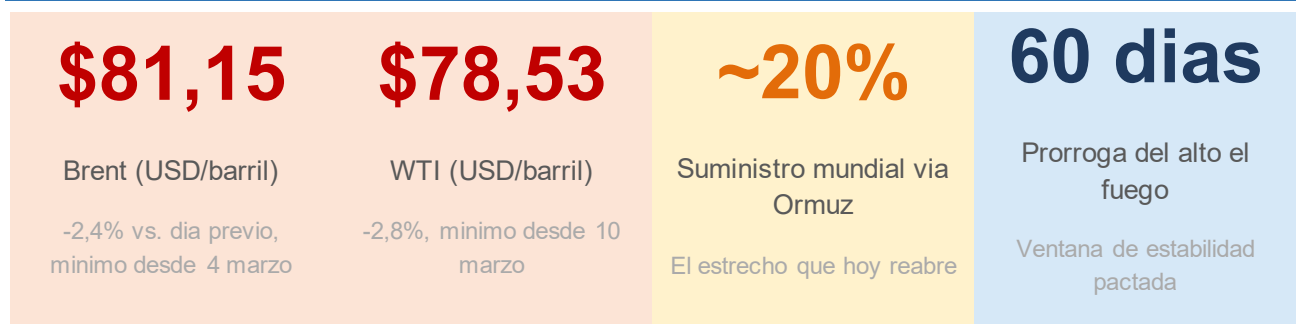 $81,15
Brent (USD/barril)
-2,4% vs. dia previo,
minimo desde 4 marzo
$78,53
WTI (USD/barril)
-2,8%, minimo desde 10
marzo
~20%
Suministro mundial via
Ormuz
El estrecho que hoy reabre
60 dias
Prorroga del alto el
fuego
Ventana de estabilidad
pactada